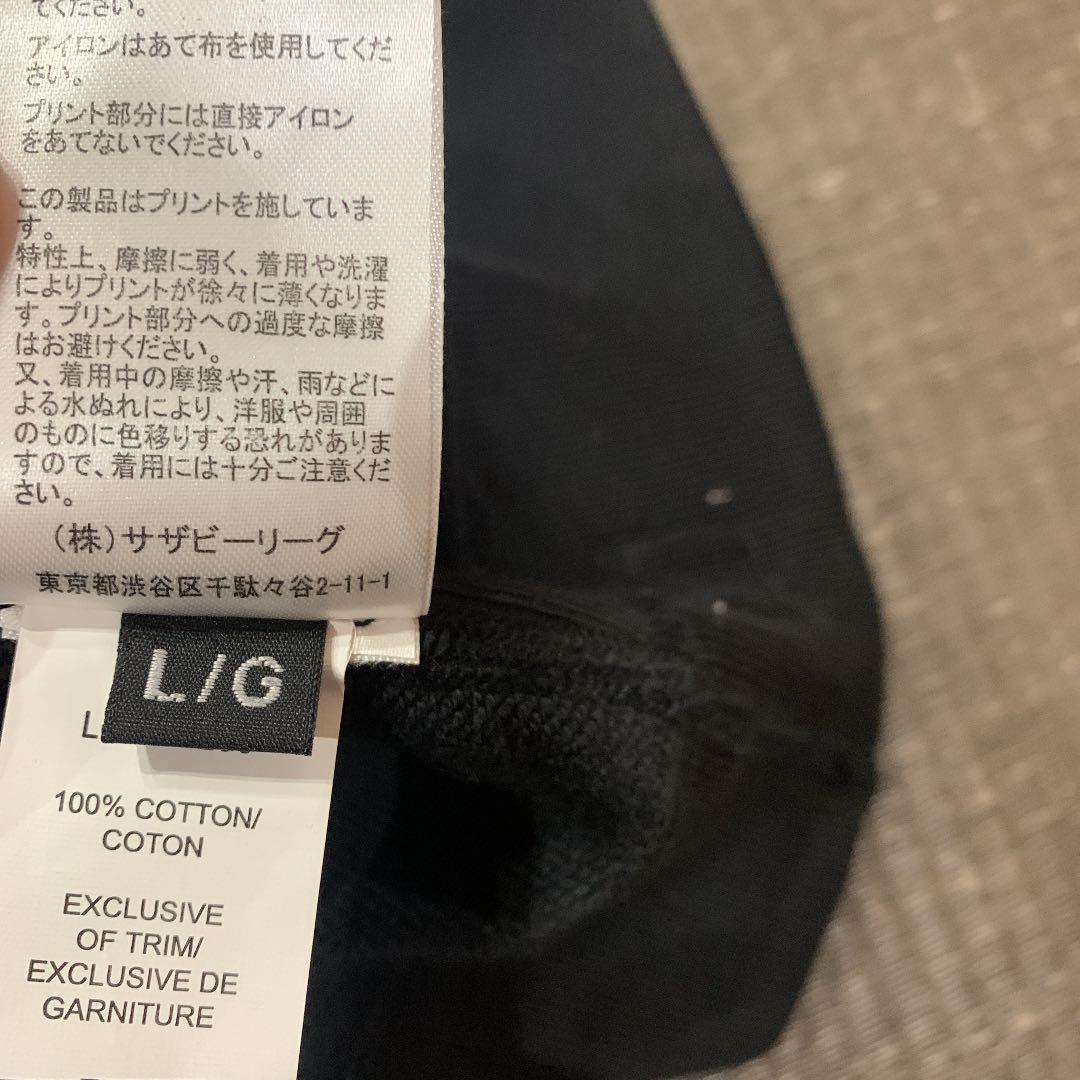 てください。
アイロンはあて布を使用してくだ
さい。
プリント部分には直接アイロン
をあてないでください。
この製品はプリントを施していま
す。
特性上、摩擦に弱く、着用や洗濯
によりプリントが徐々に薄くなりま
す。プリント部分への過度な摩擦
はお避けください。
又、着用中の摩擦や汗、雨などに
よる水ぬれにより、洋服や周囲
のものに色移りする恐れがありま
すので、着用には十分ご注意くだ
さい。
(株)サザビーリーグ
東京都渋谷区千駄々谷2-11-1
L/G
100% COTTON/
COTON
EXCLUSIVE
OF TRIM/
EXCLUSIVE DE
GARNITURE